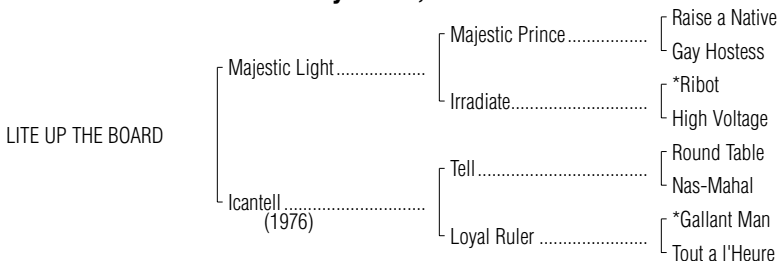 Raise a Native
Majestic Prince
Gay Hostess
Majestic Light
*Ribot
Irradiate
High Voltage
LITE UP THE BOARD
Round Table
Tell
Nas-Mahal
Icantell
(1976)
*Gallant Man
Loyal Ruler
Tout a l'Heure